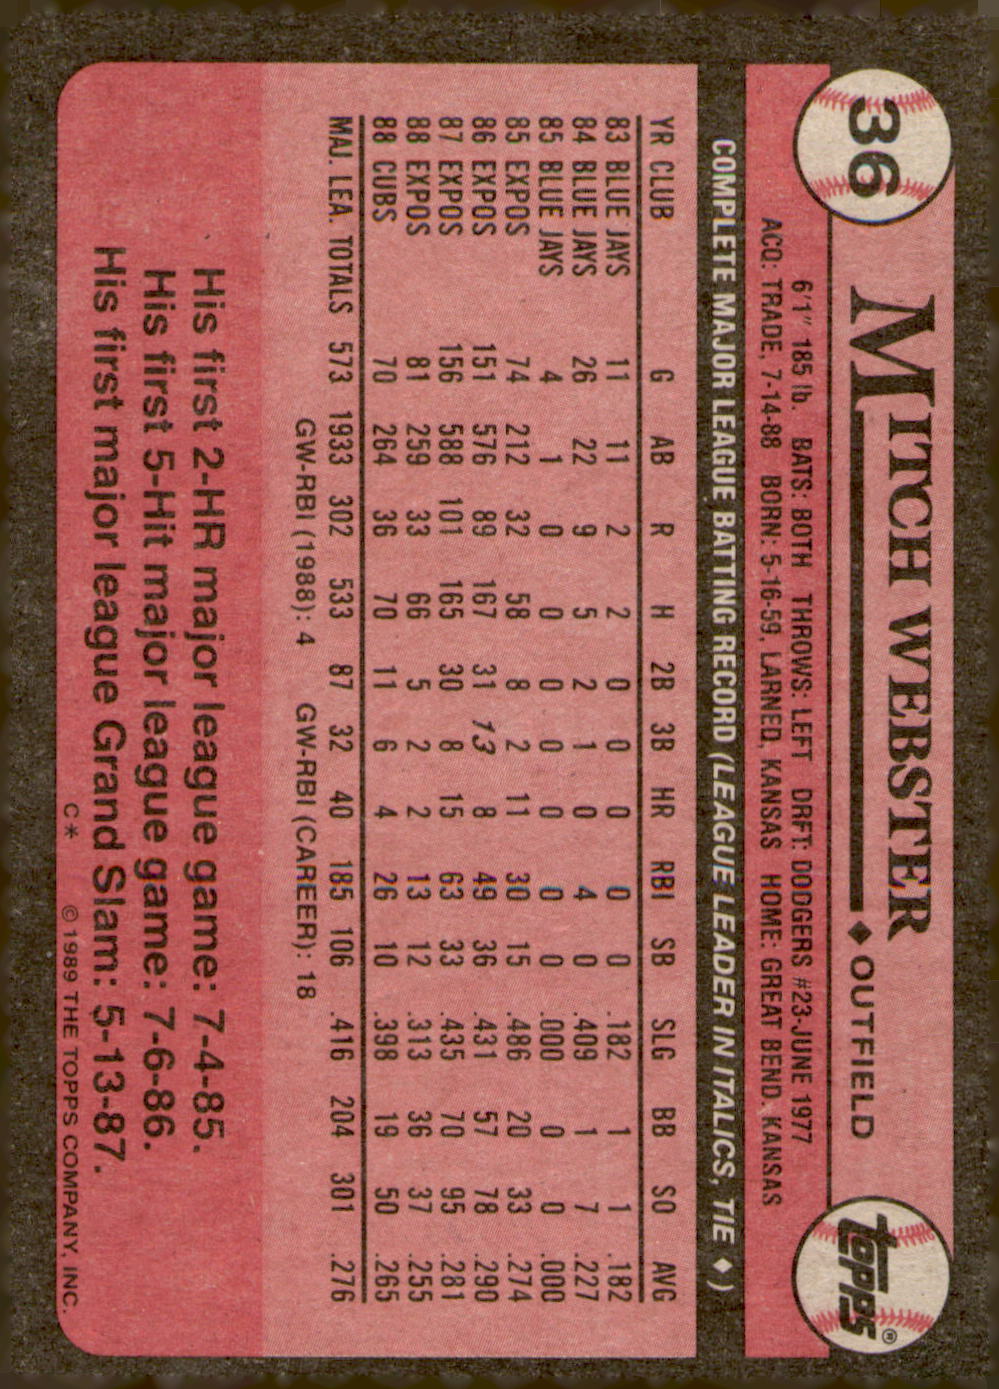 36
MITCH WEBSTER ♦ OUTFIELD
topps®
6'1" 185 lb. BATS: BOTH THROWS: LEFT DRFT: DODGERS #23-JUNE 1977
ACQ: TRADE, 7-14-88 BORN: 5-16-59, LARNED, KANSAS HOME: GREAT BEND, KANSAS
COMPLETE MAJOR LEAGUE BATTING RECORD (LEAGUE LEADER IN ITALICS, TIE ♦)
YR CLUB G AB R H 2B 3B HR RBI SB SLG BB SO AVG
83 BLUE JAYS 11 11 2 2 0 0 0 0 0 .182 1 1 .182
84 BLUE JAYS 26 22 9 5 2 1 0 4 0 .409 1 7 .227
85 BLUE JAYS 4 1 0 0 0 0 0 0 0 .000 0 0 .000
85 EXPOS 74 212 32 58 8 2 11 30 15 .486 20 33 .274
86 EXPOS 151 576 89 167 31 13 8 49 36 .431 57 78 .290
87 EXPOS 156 588 101 165 30 8 15 63 33 .435 70 95 .281
88 EXPOS 81 259 33 66 5 2 2 13 12 .313 36 37 .255
88 CUBS 70 264 36 70 11 6 4 26 10 .398 19 50 .265
MAJ. LEA. TOTALS 573 1933 302 533 87 32 40 185 106 .416 204 301 .276
GW-RBI (1988): 4 GW-RBI (CAREER): 18
His first 2-HR major league game: 7-4-85.
His first 5-Hit major league game: 7-6-86.
His first major league Grand Slam: 5-13-87.
C* ©1989 THE TOPPS COMPANY, INC.